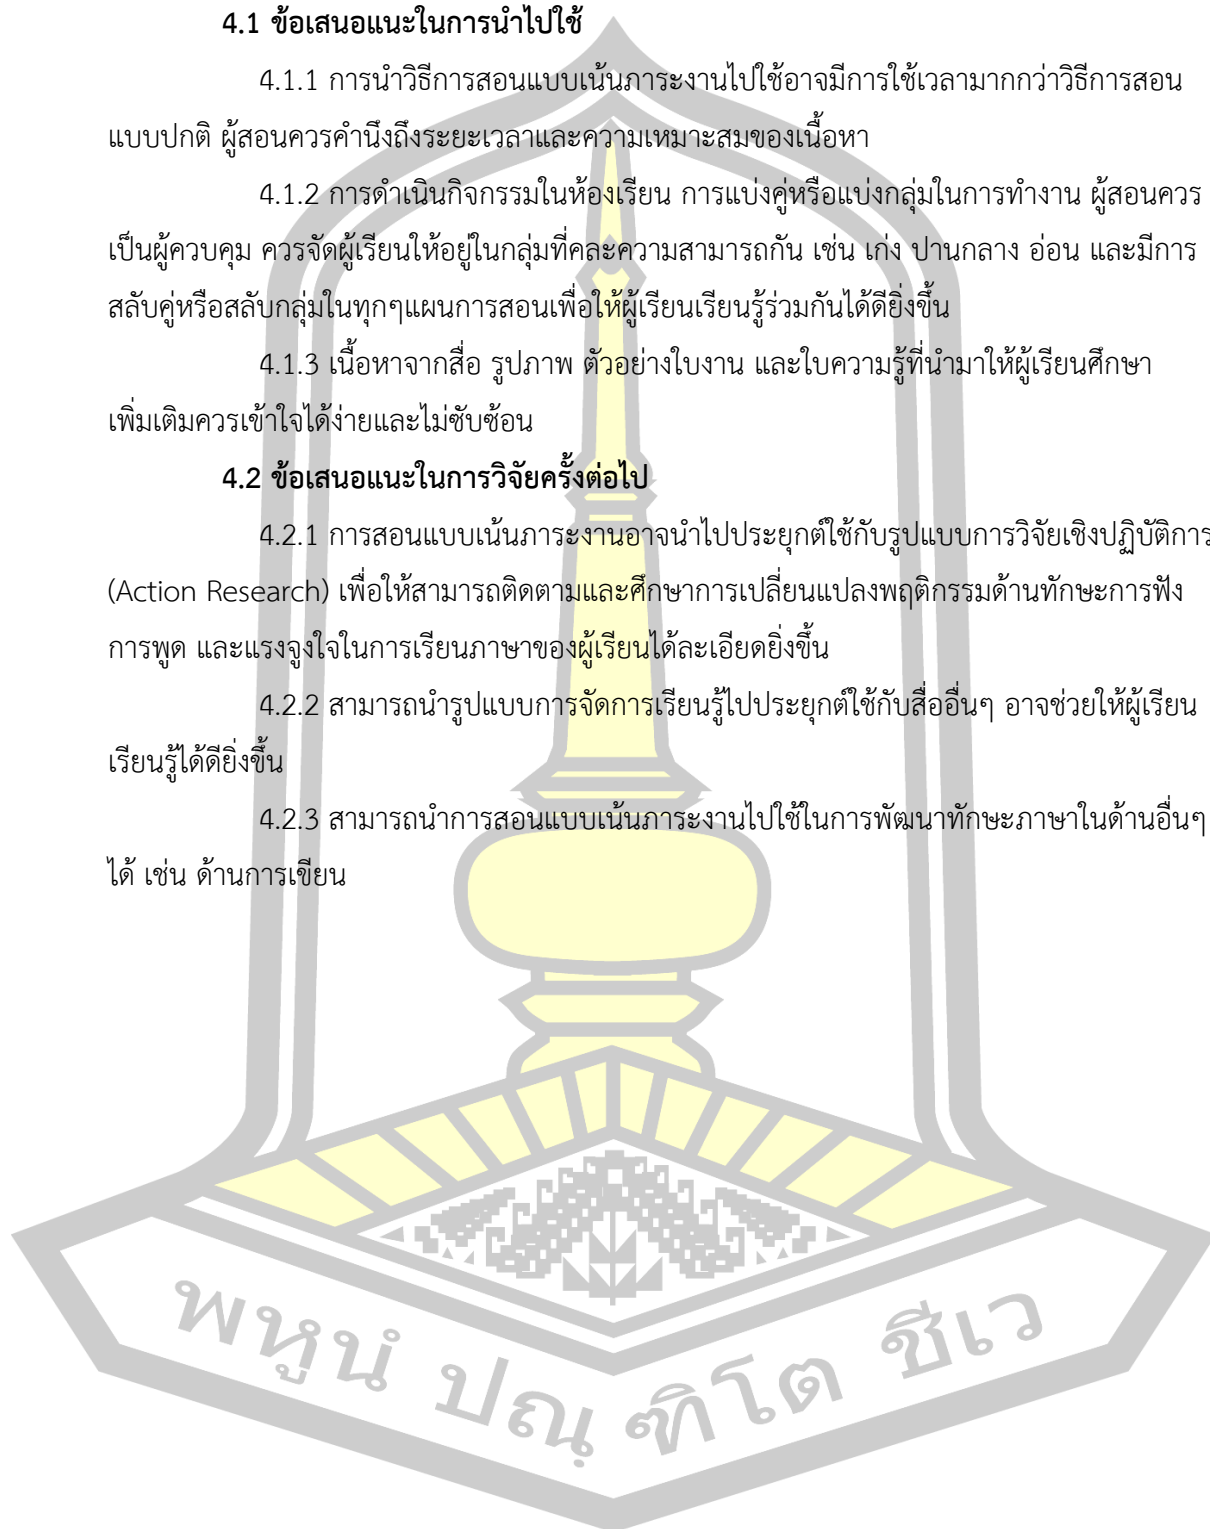 4.1 ข้อเสนอแนะในการนำไปใช้
4.1.1 การนำวิธีการสอนแบบเน้นภาระงานไปใช้อาจมีการใช้เวลามากกว่าวิธีการสอน
แบบปกติ ผู้สอนควรคำนึงถึงระยะเวลาและความเหมาะสมของเนื้อหา
4.1.2 การดำเนินกิจกรรมในห้องเรียน การแบ่งคู่หรือแบ่งกลุ่มในการทำงาน ผู้สอนควร
เป็นผู้ควบคุม ควรจัดผู้เรียนให้อยู่ในกลุ่มที่คละความสามารถกัน เช่น เก่ง ปานกลาง อ่อน และมีการ
สลับคู่หรือสลับกลุ่มในทุกๆแผนการสอนเพื่อให้ผู้เรียนเรียนรู้ร่วมกันได้ดียิ่งขึ้น
4.1.3 เนื้อหาจากสื่อ รูปภาพ ตัวอย่างใบงาน และใบความรู้ที่นำมาให้ผู้เรียนศึกษา
เพิ่มเติมควรเข้าใจได้ง่ายและไม่ซับซ้อน
4.2 ข้อเสนอแนะในการวิจัยครั้งต่อไป
4.2.1 การสอนแบบเน้นภาระงานอาจนำไปประยุกต์ใช้กับรูปแบบการวิจัยเชิงปฏิบัติการ
(Action Research) เพื่อให้สามารถติดตามและศึกษาการเปลี่ยนแปลงพฤติกรรมด้านทักษะการฟัง
การพูด และแรงจูงใจในการเรียนภาษาของผู้เรียนได้ละเอียดยิ่งขึ้น
4.2.2 สามารถนำรูปแบบการจัดการเรียนรู้ไปประยุกต์ใช้กับสื่ออื่นๆ อาจช่วยให้ผู้เรียน
เรียนรู้ได้ดียิ่งขึ้น
4.2.3 สามารถนำการสอนแบบเน้นภาระงานไปใช้ในการพัฒนาทักษะภาษาในด้านอื่นๆ
ได้ เช่น ด้านการเขียน
พหูนํ ปณฺฑิโต ชีเว